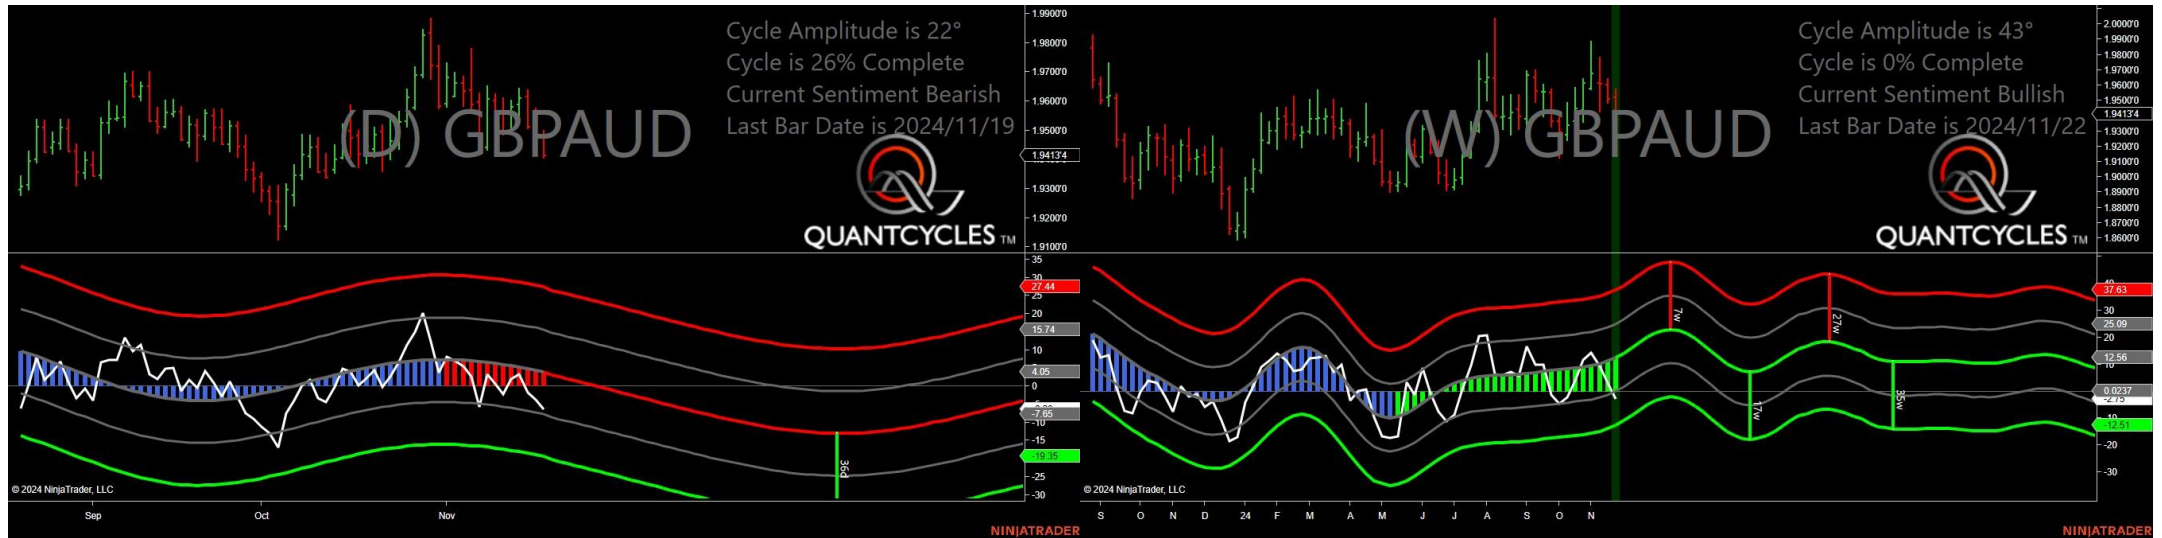 Cycle Amplitude is 22°
Cycle is 26% Complete
Current Sentiment Bearish
Last Bar Date is 2024/11/19
(D) GBPAUD
QUANTCYCLES TM
1.9900'0
1.9800'0
1.9700'0
1.9600'0
1.9500'0
1.9413'4
1.9300'0
1.9200'0
1.9100'0
35
30
27.44
25
20
15.74
10
4.05
0
-7.65
-10
-15
-19.35
-25
-30
36d
© 2024 NinjaTrader, LLC
Sep Oct Nov
NINJATRADER
Cycle Amplitude is 43°
Cycle is 0% Complete
Current Sentiment Bullish
Last Bar Date is 2024/11/22
(W) GBPAUD
QUANTCYCLES TM
2.0000'0
1.9900'0
1.9800'0
1.9700'0
1.9600'0
1.9500'0
1.9413'4
1.9300'0
1.9200'0
1.9100'0
1.9000'0
1.8900'0
1.8800'0
1.8700'0
1.8600'0
40
37.63
30
25.09
20
12.56
10
0.0237
-2.75
-10
-12.51
-20
-30
7w
27w
17w
35w
© 2024 NinjaTrader, LLC
S O N D 24 F M A M J J A S O N
NINJATRADER